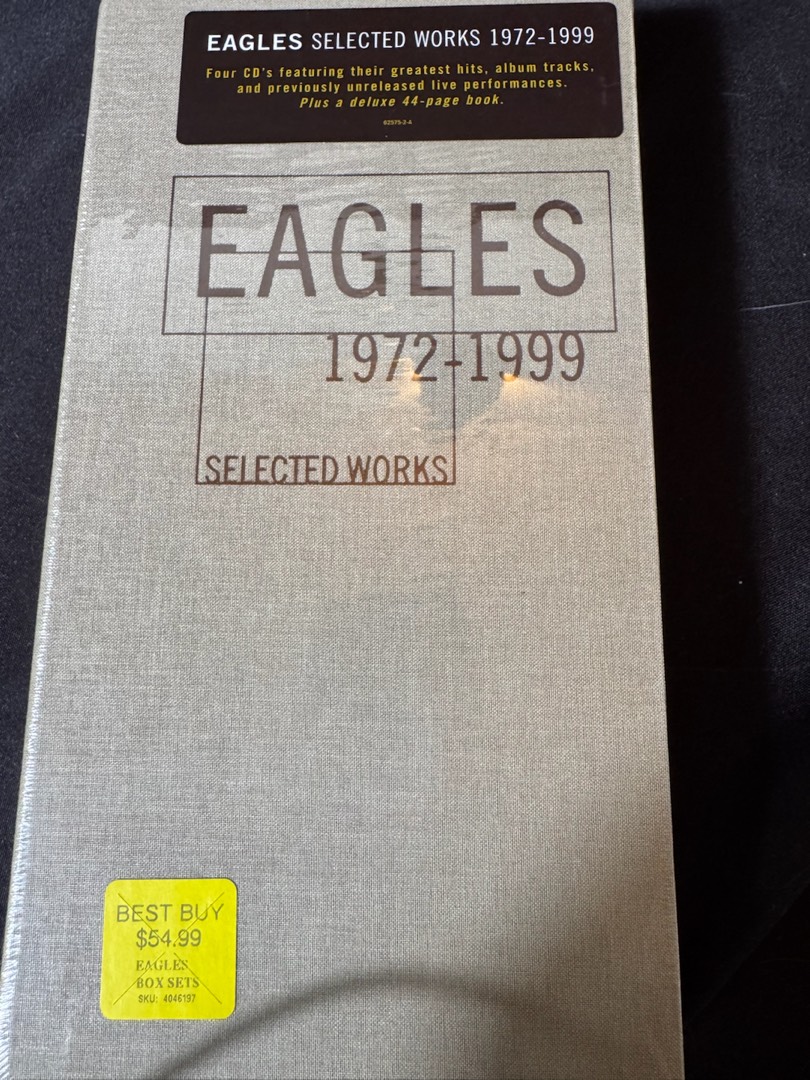 EAGLES SELECTED WORKS 1972-1999
Four CD's featuring their greatest hits, album tracks,
and previously unreleased live performances.
Plus a deluxe 44-page book.
62575-2-A
EAGLES
1972-1999
SELECTED WORKS
BEST BUY
$54.99
EAGLES
BOX SETS
SKU: 4046197